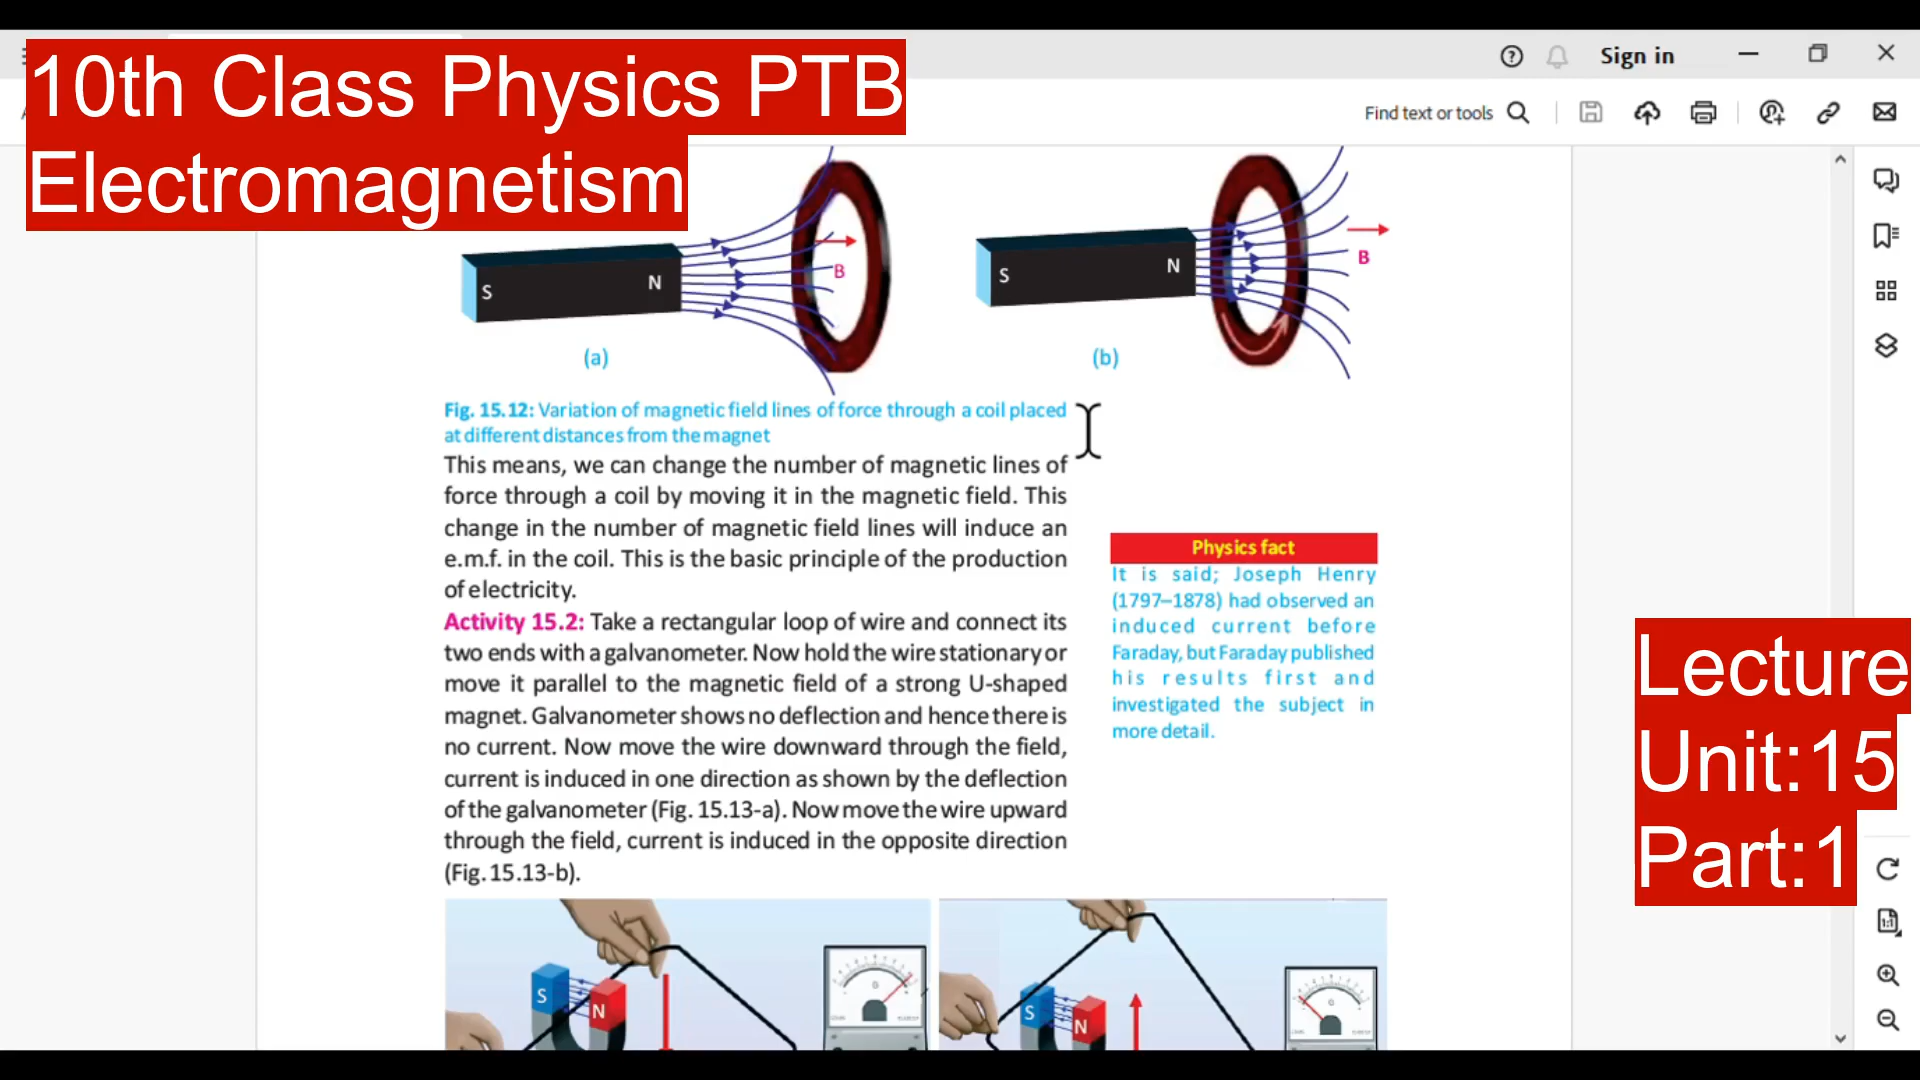 10th Class Physics PTB
Electromagnetism
Sign in
Find text or tools
S N B
(a)
S N B
(b)
Fig. 15.12: Variation of magnetic field lines of force through a coil placed
at different distances from the magnet
This means, we can change the number of magnetic lines of
force through a coil by moving it in the magnetic field. This
change in the number of magnetic field lines will induce an
e.m.f. in the coil. This is the basic principle of the production
of electricity.
Activity 15.2: Take a rectangular loop of wire and connect its
two ends with a galvanometer. Now hold the wire stationary or
move it parallel to the magnetic field of a strong U-shaped
magnet. Galvanometer shows no deflection and hence there is
no current. Now move the wire downward through the field,
current is induced in one direction as shown by the deflection
of the galvanometer (Fig. 15.13-a). Now move the wire upward
through the field, current is induced in the opposite direction
(Fig. 15.13-b).
Physics fact
It is said; Joseph Henry
(1797–1878) had observed an
induced current before
Faraday, but Faraday published
his results first and
investigated the subject in
more detail.
Lecture
Unit:15
Part:1
S N G
S N G
1:1